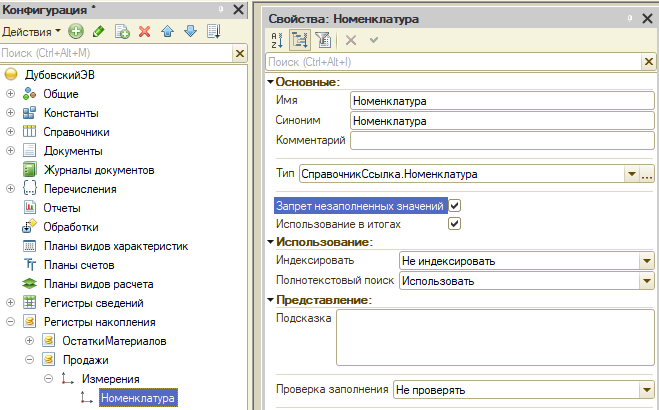 Конфигурация *
Действия
Поиск (Ctrl+Alt+M)
ДубовскийЭВ
Общие
Константы
Справочники
Документы
Журналы документов
Перечисления
Отчеты
Обработки
Планы видов характеристик
Планы счетов
Планы видов расчета
Регистры сведений
Регистры накопления
ОстаткиМатериалов
Продажи
Измерения
Номенклатура
Свойства: Номенклатура
Поиск (Ctrl+Alt+I)
Основные:
Имя Номенклатура
Синоним Номенклатура
Комментарий
Тип СправочникСсылка.Номенклатура ...
Запрет незаполненных значений
Использование в итогах
Использование:
Индексировать Не индексировать
Полнотекстовый поиск Использовать
Представление:
Подсказка
Проверка заполнения Не проверять